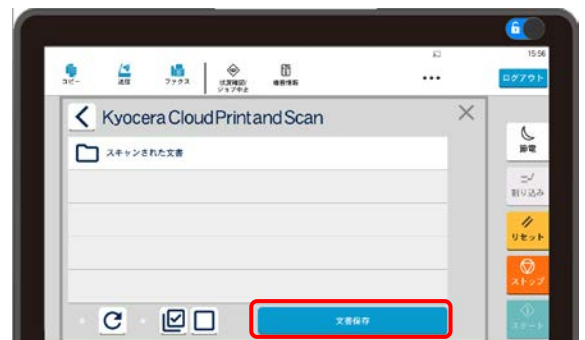 15:56
コピー
送信
ファクス
状況確認/
ジョブ中止
機器情報
ログアウト
Kyocera Cloud Print and Scan
スキャンされた文書
文書保存
節電
割り込み
リセット
ストップ
スタート